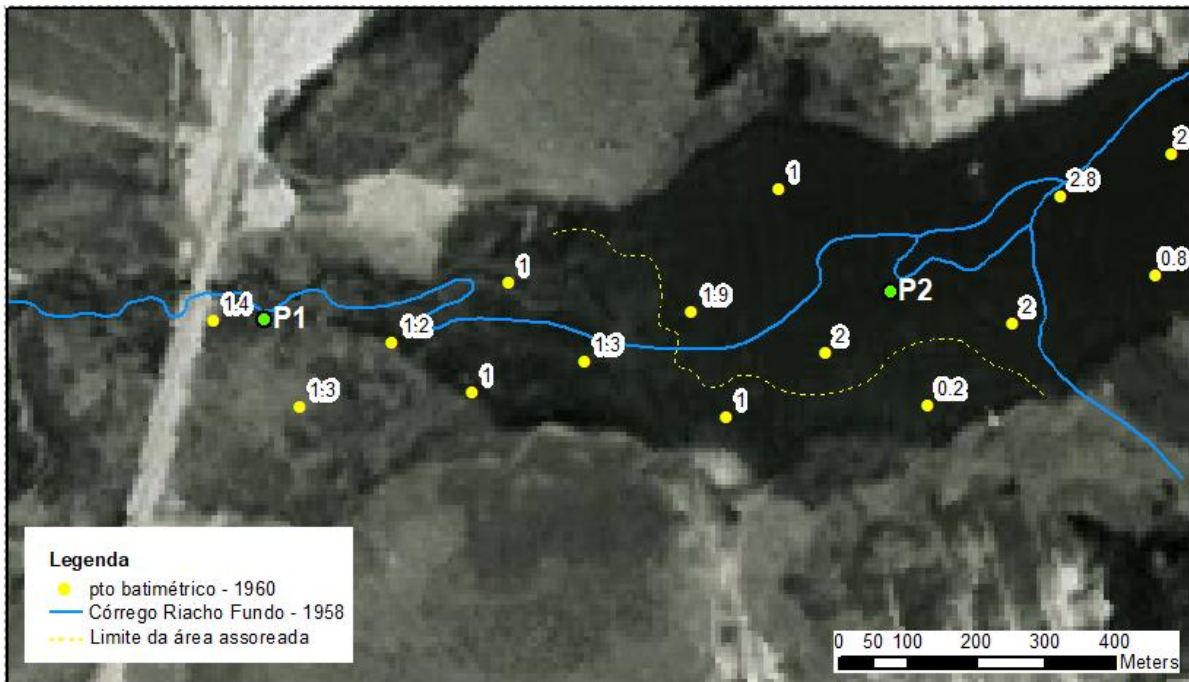 2
1
2.8
0.8
1
P2
1.9
1.4
P1
2
1.2
2
1.3
1
1.3
0.2
1
Legenda
pto batimétrico - 1960
Córrego Riacho Fundo - 1958
Limite da área assoreada
0 50 100 200 300 400
Meters